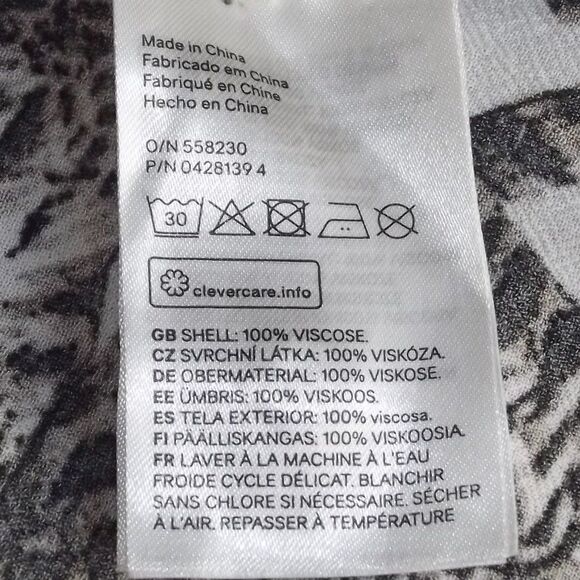 Made in China
Fabricado em China
Fabriqué en Chine
Hecho en China
O/N 558230
P/N 0428139 4
30
clevercare.info
GB SHELL: 100% VISCOSE.
CZ SVRCHNÍ LÁTKA: 100% VISKÓZA.
DE OBERMATERIAL: 100% VISKOSE.
EE ÜMBRIS: 100% VISKOOS.
ES TELA EXTERIOR: 100% viscosa.
FI PÄÄLLISKANGAS: 100% VISKOOSIA.
FR LAVER À LA MACHINE À L'EAU
FROIDE CYCLE DÉLICAT. BLANCHIR
SANS CHLORE SI NÉCESSAIRE. SÉCHER
À L'AIR. REPASSER À TEMPÉRATURE